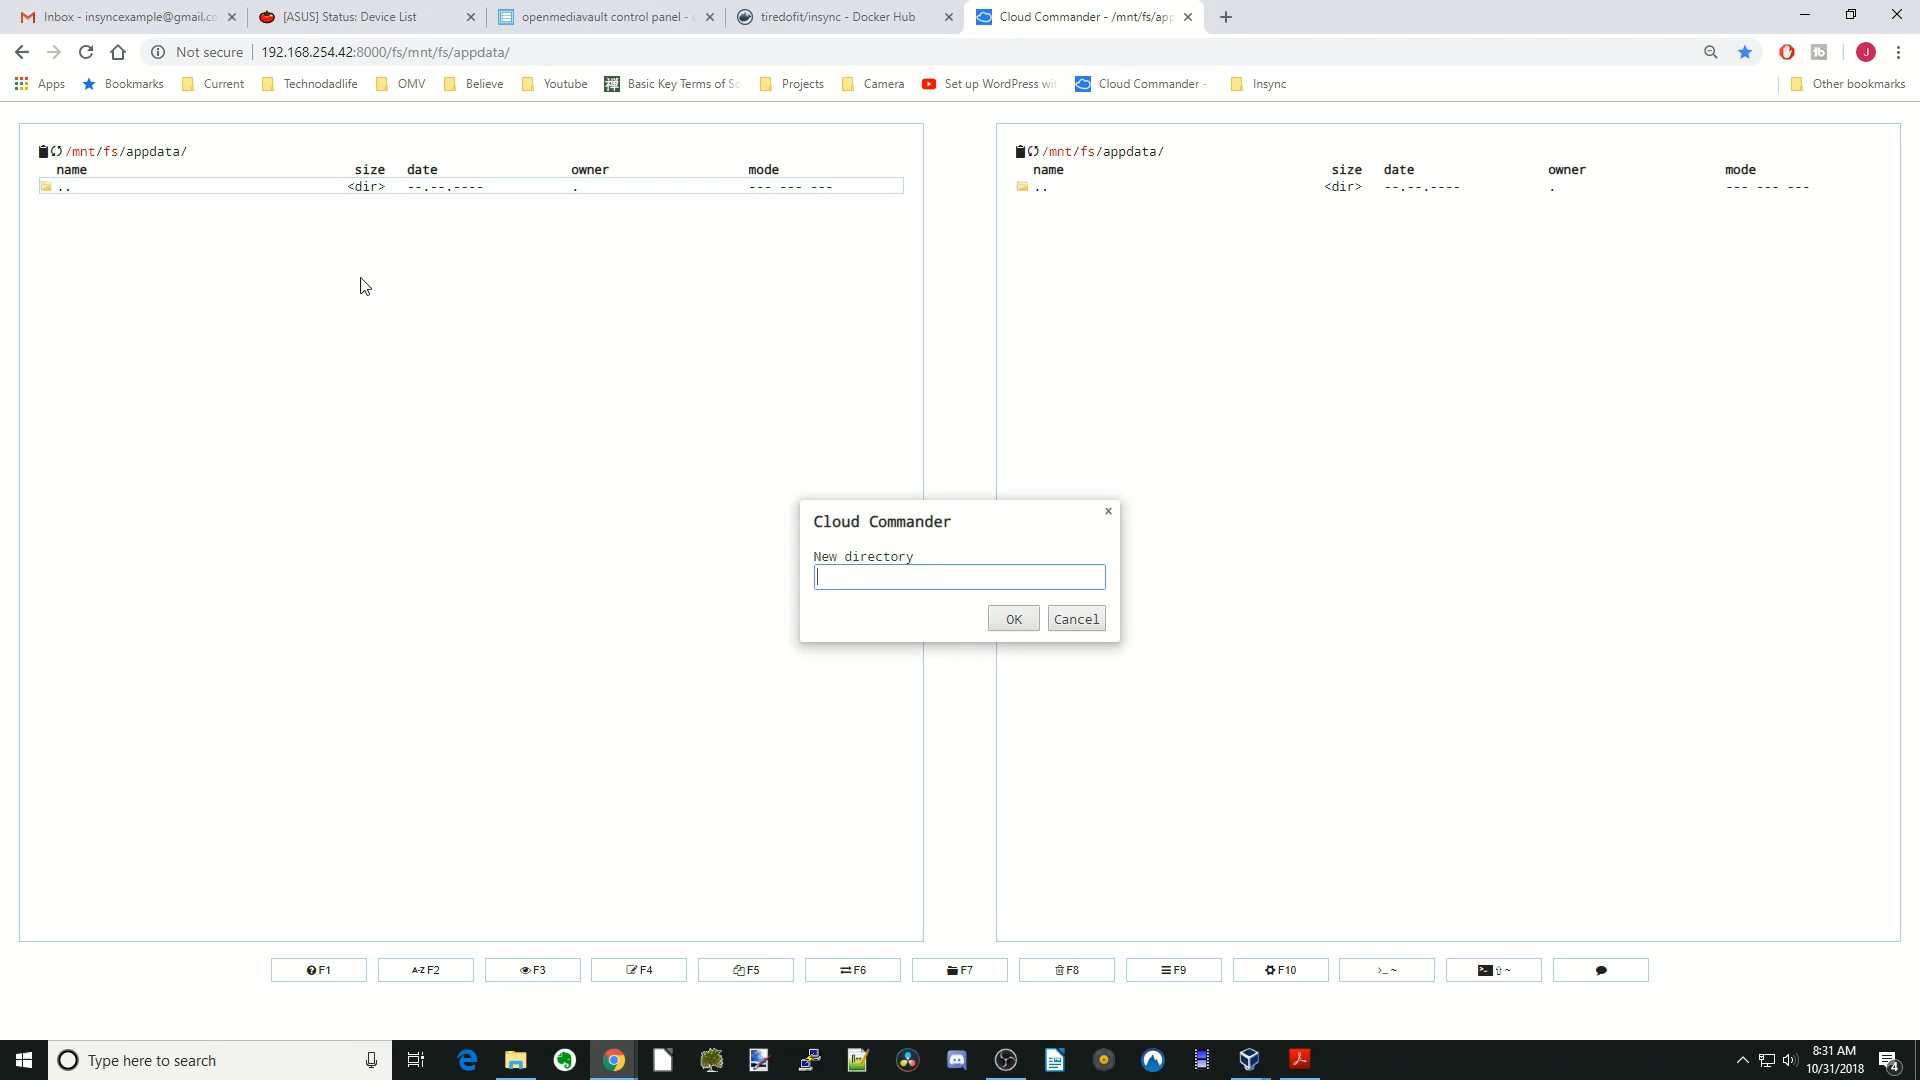 Inbox - insyncexample@gmail.co
[ASUS] Status: Device List
openmediavault control panel -
tiredofit/insync - Docker Hub
Cloud Commander - /mnt/fs/app
Not secure
192.168.254.42:8000/fs/mnt/fs/appdata/
J
Apps
Bookmarks
Current
Technodadlife
OMV
Believe
Youtube
Basic Key Terms of Sc
Projects
Camera
Set up WordPress wit
Cloud Commander -
Insync
Other bookmarks
/mnt/fs/appdata/
name size date owner mode
.. <dir> --.--.---- . --- --- ---
/mnt/fs/appdata/
name size date owner mode
.. <dir> --.--.---- . --- --- ---
Cloud Commander
×
New directory
OK
Cancel
F1
A-Z F2
F3
F4
F5
F6
F7
F8
F9
F10
>_ ~
>_ ⇧ ~
Type here to search
8:31 AM
10/31/2018
4